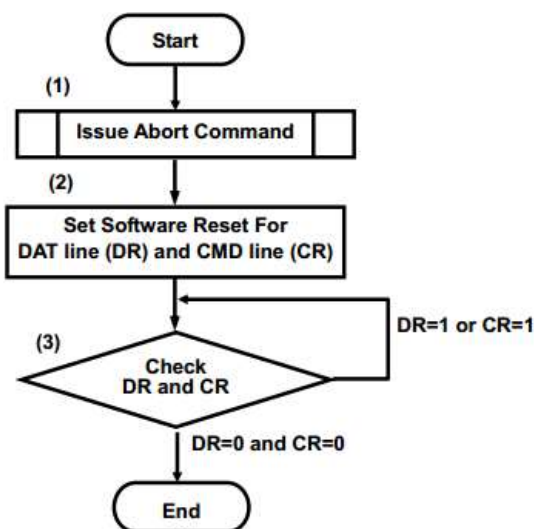 Start
(1)
Issue Abort Command
(2)
Set Software Reset For
DAT line (DR) and CMD line (CR)
DR=1 or CR=1
(3)
Check
DR and CR
DR=0 and CR=0
End